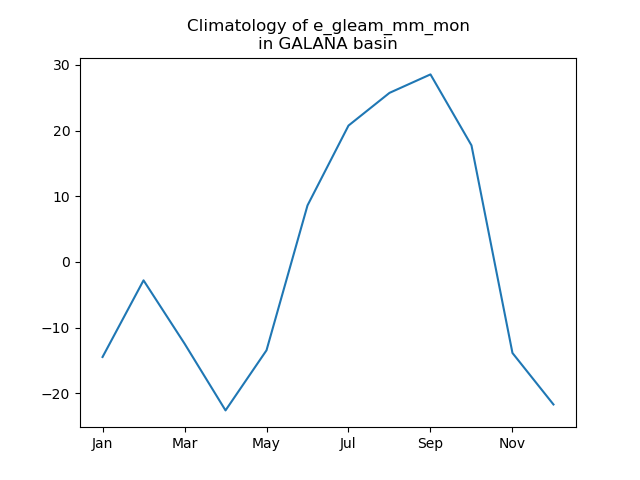 Climatology of e_gleam_mm_mon
in GALANA basin
30
20
10
0
−10
−20
Jan
Mar
May
Jul
Sep
Nov